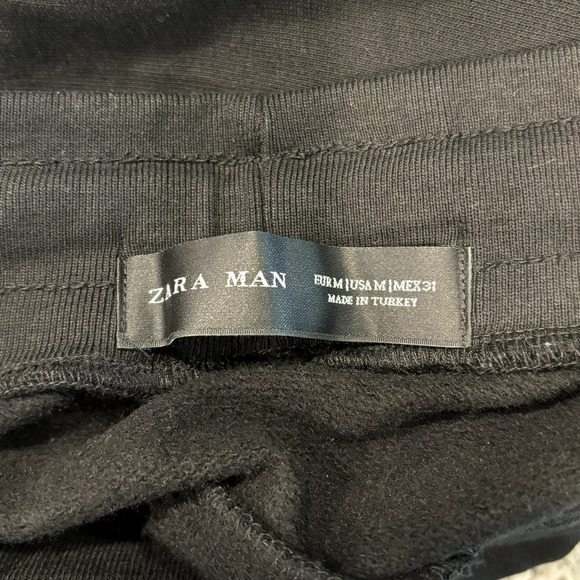 ZARA MAN
EUR M | USA M | MEX 31
MADE IN TURKEY